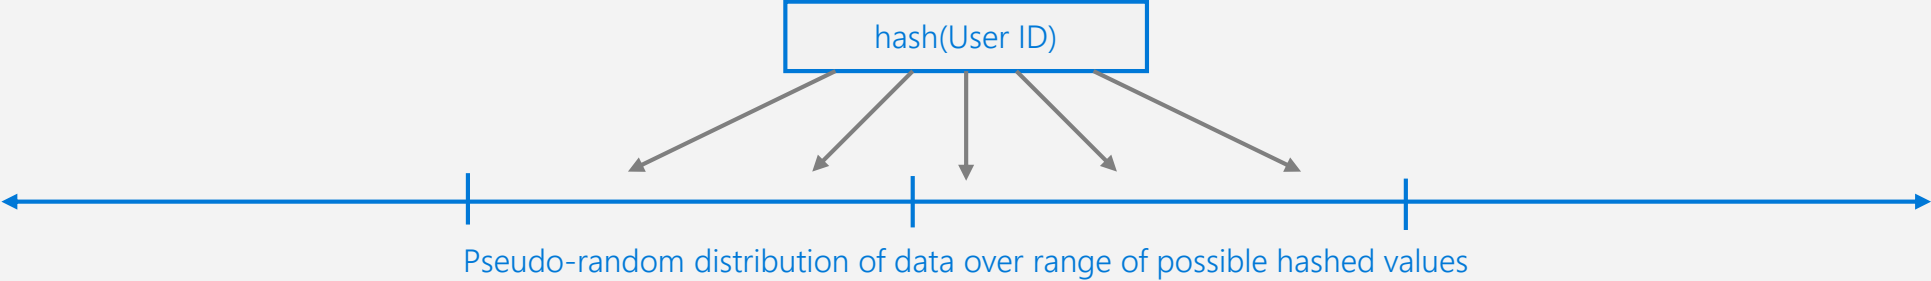 hash(User ID)
Pseudo-random distribution of data over range of possible hashed values